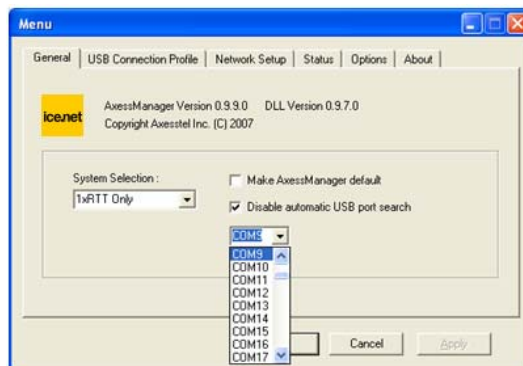 Menu
General USB Connection Profile Network Setup Status Options About
ice.net
AxessManager Version 0.9.9.0 DLL Version 0.9.7.0
Copyright Axesstel Inc. (C) 2007
System Selection :
1xRTT Only
Make AxessManager default
Disable automatic USB port search
COM9
COM9
COM10
COM11
COM12
COM13
COM14
COM15
COM16
COM17
Cancel
Apply